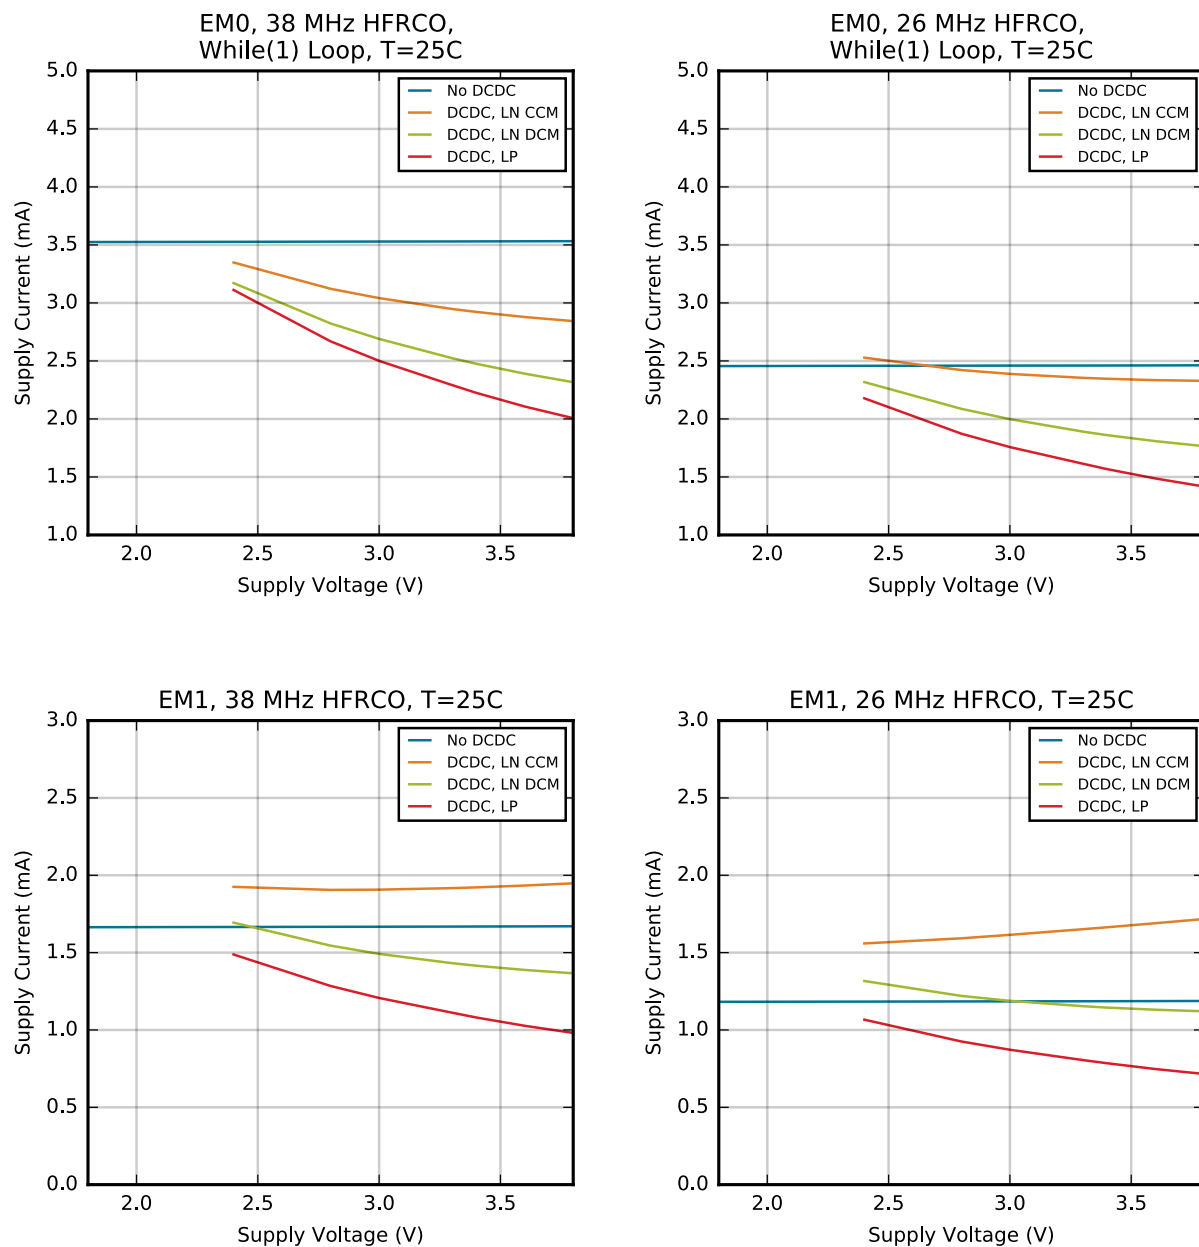 EM0, 38 MHz HFRCO,
While(1) Loop, T=25C
5.0
4.5
4.0
3.5
3.0
2.5
2.0
1.5
1.0
Supply Current (mA)
No DCDC
DCDC, LN CCM
DCDC, LN DCM
DCDC, LP
2.0
2.5
3.0
3.5
Supply Voltage (V)
EM0, 26 MHz HFRCO,
While(1) Loop, T=25C
5.0
4.5
4.0
3.5
3.0
2.5
2.0
1.5
1.0
Supply Current (mA)
No DCDC
DCDC, LN CCM
DCDC, LN DCM
DCDC, LP
2.0
2.5
3.0
3.5
Supply Voltage (V)
EM1, 38 MHz HFRCO, T=25C
3.0
2.5
2.0
1.5
1.0
0.5
0.0
Supply Current (mA)
No DCDC
DCDC, LN CCM
DCDC, LN DCM
DCDC, LP
2.0
2.5
3.0
3.5
Supply Voltage (V)
EM1, 26 MHz HFRCO, T=25C
3.0
2.5
2.0
1.5
1.0
0.5
0.0
Supply Current (mA)
No DCDC
DCDC, LN CCM
DCDC, LN DCM
DCDC, LP
2.0
2.5
3.0
3.5
Supply Voltage (V)